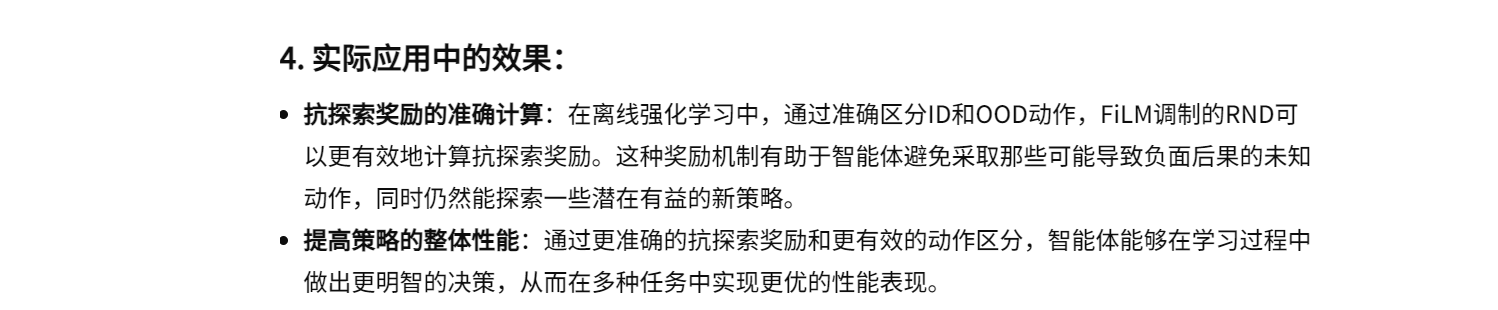 4. 实际应用中的效果：
• 抗探索奖励的准确计算：在离线强化学习中，通过准确区分ID和OOD动作，FiLM调制的RND可
以更有效地计算抗探索奖励。这种奖励机制有助于智能体避免采取那些可能导致负面后果的未知
动作，同时仍然能探索一些潜在有益的新策略。
• 提高策略的整体性能：通过更准确的抗探索奖励和更有效的动作区分，智能体能够在学习过程中
做出更明智的决策，从而在多种任务中实现更优的性能表现。